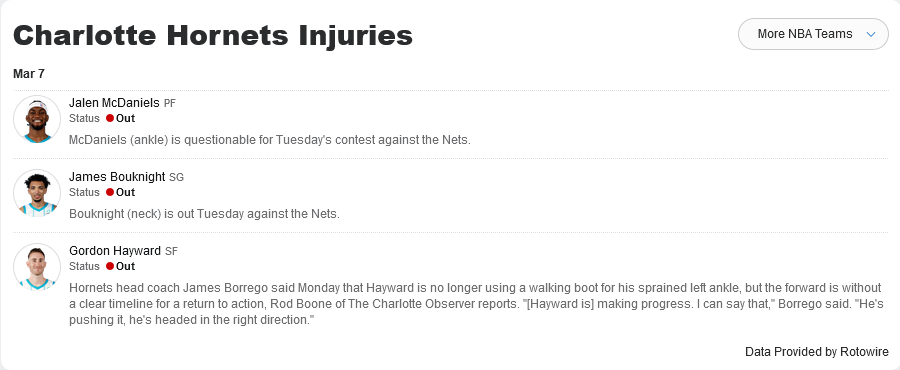 Charlotte Hornets Injuries
More NBA Teams
Mar 7
Jalen McDaniels PF
Status Out
McDaniels (ankle) is questionable for Tuesday's contest against the Nets.
James Bouknight SG
Status Out
Bouknight (neck) is out Tuesday against the Nets.
Gordon Hayward SF
Status Out
Hornets head coach James Borrego said Monday that Hayward is no longer using a walking boot for his sprained left ankle, but the forward is without
a clear timeline for a return to action, Rod Boone of The Charlotte Observer reports. "[Hayward is] making progress. I can say that," Borrego said. "He's
pushing it, he's headed in the right direction."
Data Provided by Rotowire